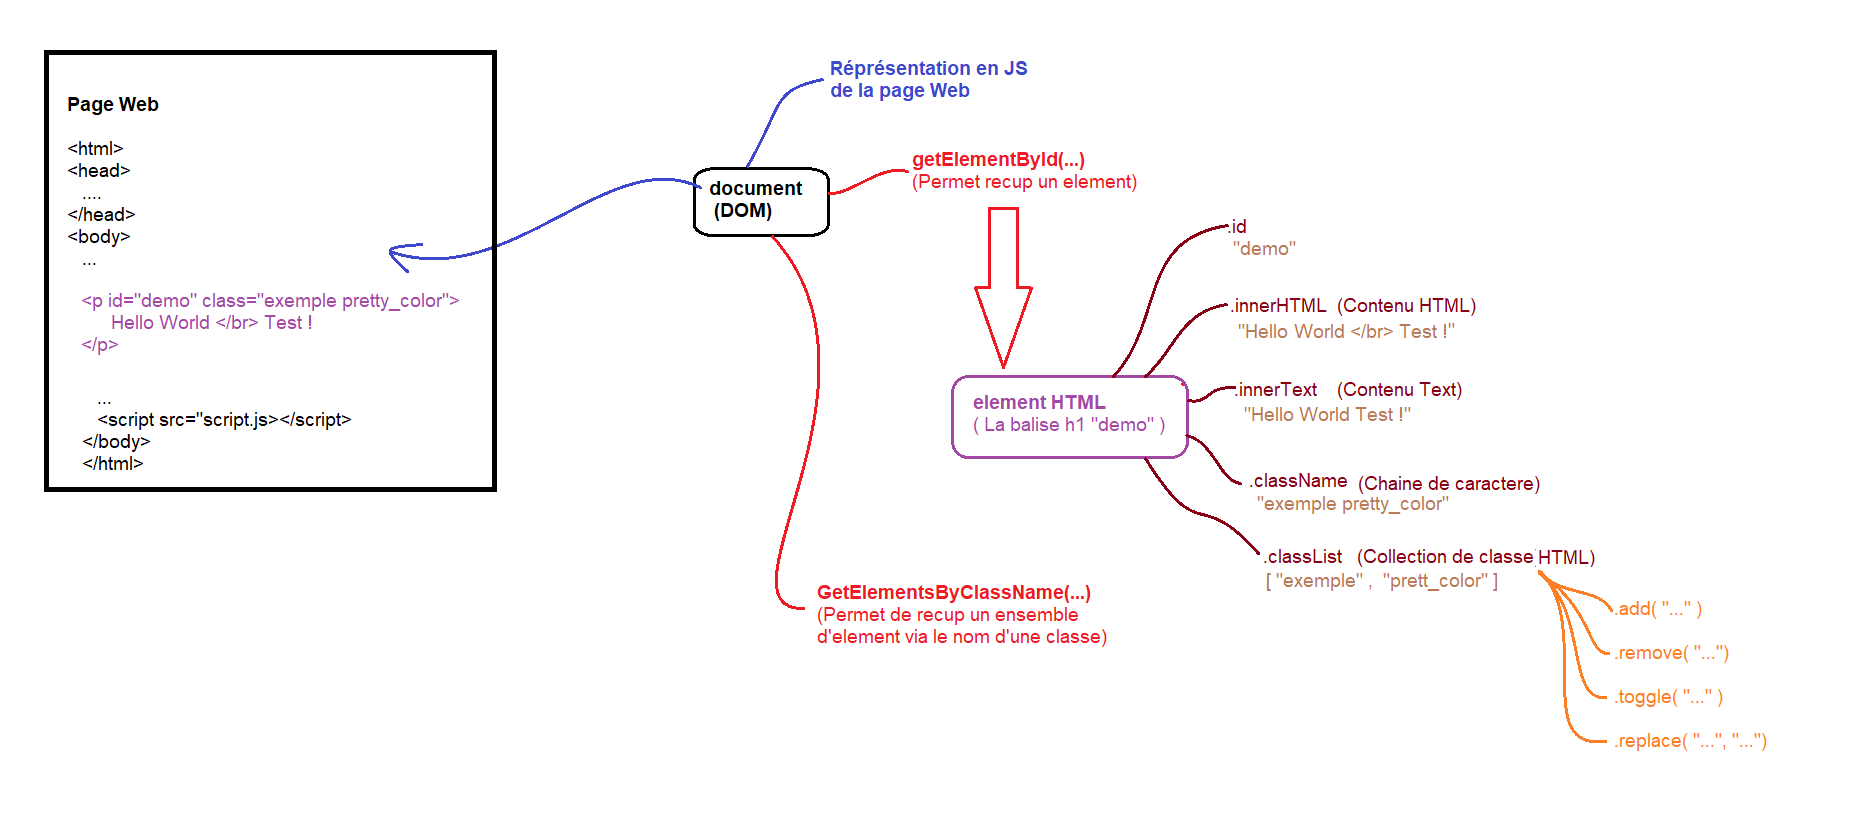 Page Web
<html>
<head>
....
</head>
<body>
...
<p id="demo" class="exemple pretty_color">
Hello World </br> Test !
</p>
...
<script src="script.js></script>
</body>
</html>
Réprésentation en JS
de la page Web
document
(DOM)
getElementById(...)
(Permet recup un element)
GetElementsByClassName(...)
(Permet de recup un ensemble
d'element via le nom d'une classe)
element HTML
( La balise h1 "demo" )
.id
"demo"
.innerHTML (Contenu HTML)
"Hello World </br> Test !"
.innerText (Contenu Text)
"Hello World Test !"
.className (Chaine de caractere)
"exemple pretty_color"
.classList (Collection de classe HTML)
[ "exemple" , "prett_color" ]
.add( "..." )
.remove( "...")
.toggle( "..." )
.replace( "...", "...")